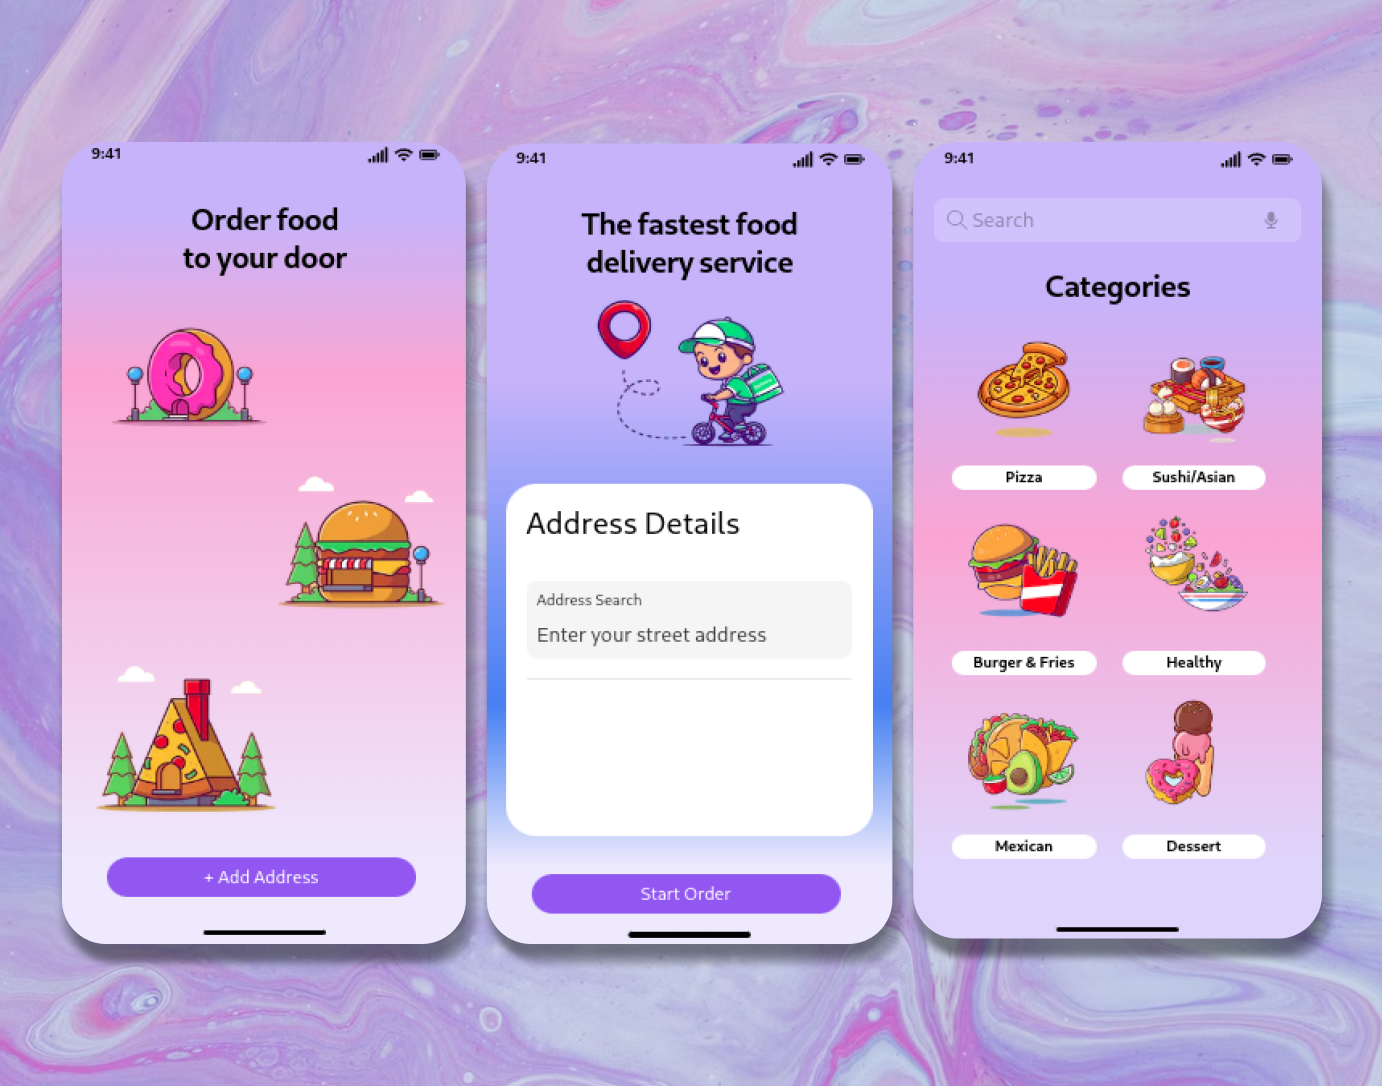 9:41
Order food
to your door
+ Add Address
9:41
The fastest food
delivery service
Address Details
Address Search
Enter your street address
Start Order
9:41
Search
Categories
Pizza
Sushi/Asian
Burger & Fries
Healthy
Mexican
Dessert